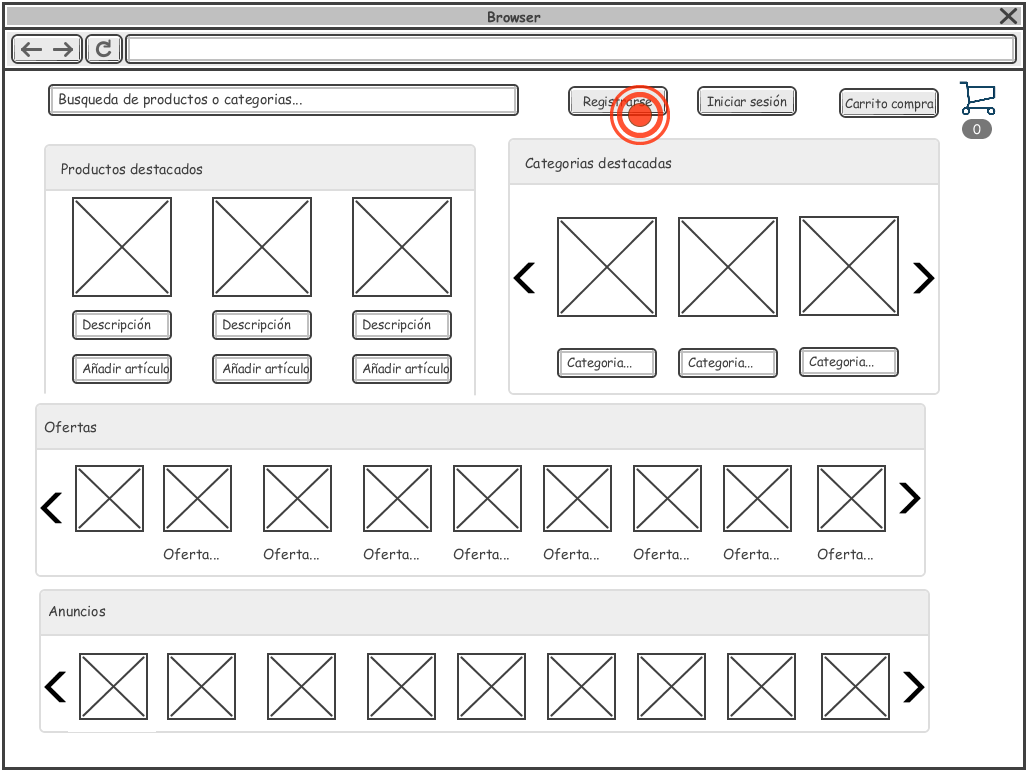 Browser
Busqueda de productos o categorias...
Registrarse
Iniciar sesión
Carrito compra
0
Productos destacados
Categorias destacadas
Descripción
Descripción
Descripción
Añadir artículo
Añadir artículo
Añadir artículo
Categoria...
Categoria...
Categoria...
Ofertas
Oferta...
Oferta...
Oferta...
Oferta...
Oferta...
Oferta...
Oferta...
Oferta...
Anuncios